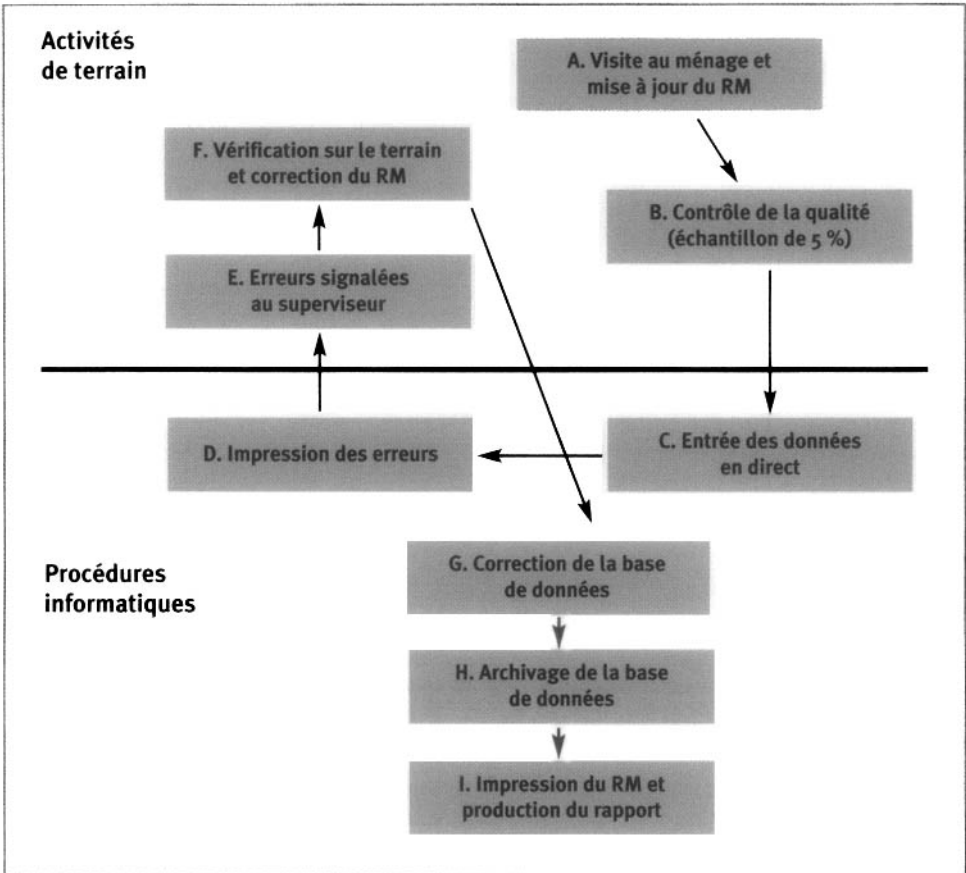 Activités
de terrain
A. Visite au ménage et
mise à jour du RM
F. Vérification sur le terrain
et correction du RM
B. Contrôle de la qualité
(échantillon de 5 %)
E. Erreurs signalées
au superviseur
D. Impression des erreurs
C. Entrée des données
en direct
Procédures
informatiques
G. Correction de la base
de données
H. Archivage de la base
de données
I. Impression du RM et
production du rapport